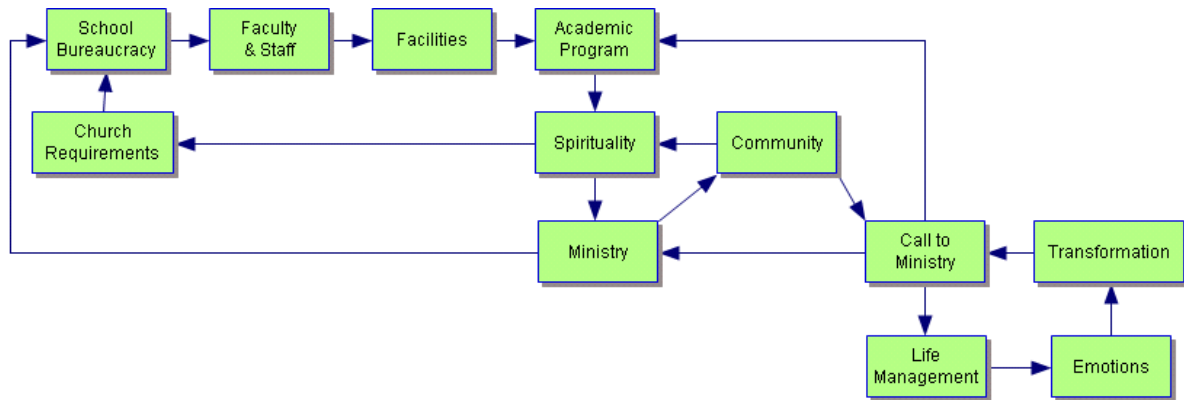 School
Bureaucracy
Faculty
& Staff
Facilities
Academic
Program
Church
Requirements
Spirituality
Community
Ministry
Call to
Ministry
Transformation
Life
Management
Emotions